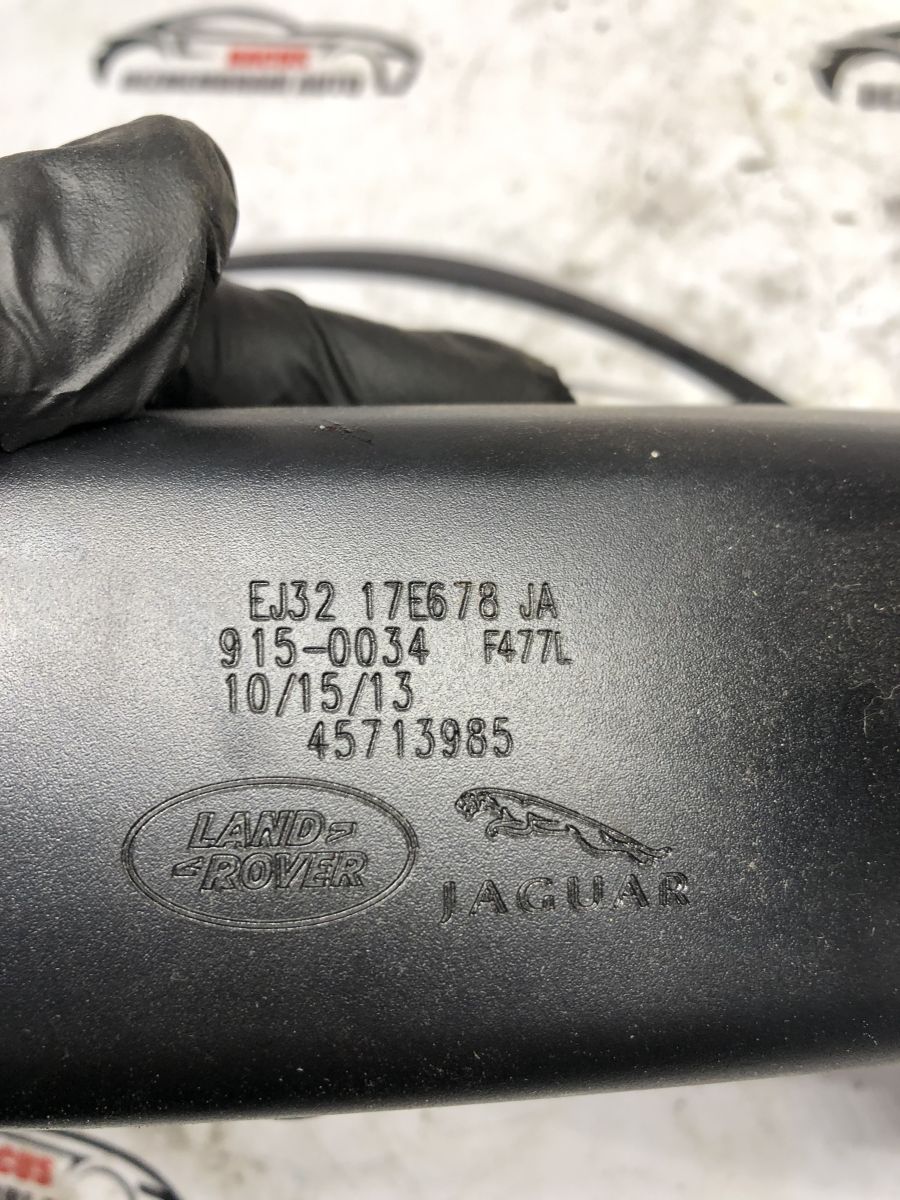 EJ32 17E678 JA
915-0034 F477L
10/15/13
45713985
LAND
ROVER
JAGUAR